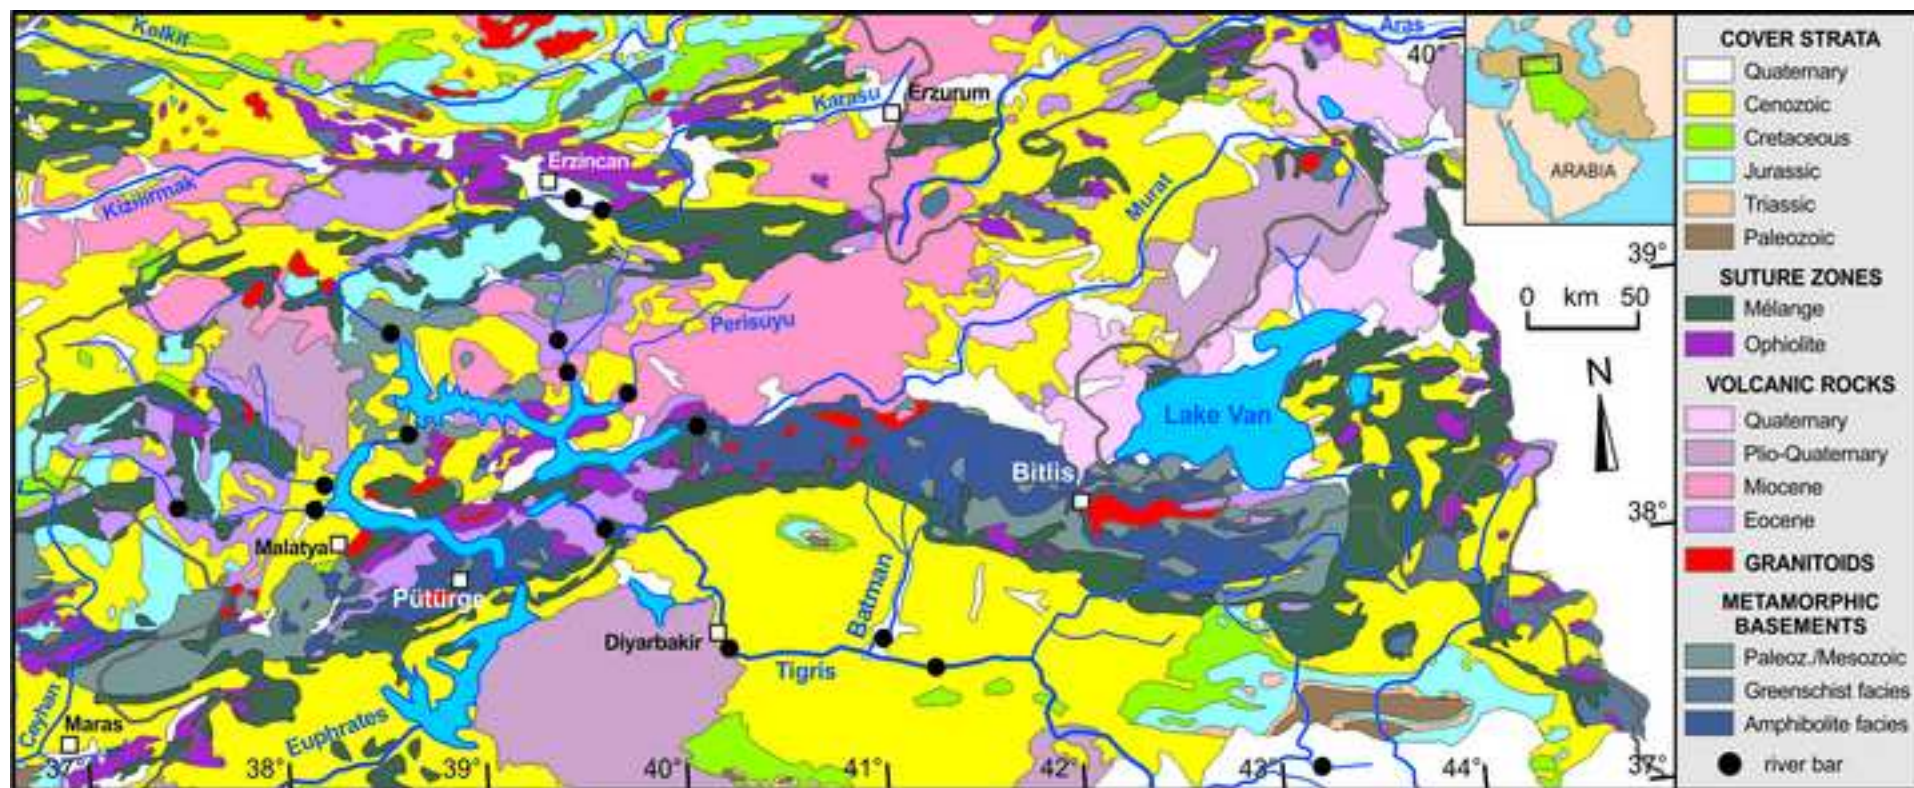 Kelkit
Aras
40°
Karasu
Erzurum
Erzincan
Kizilirmak
Murat
Perisuyu
39°
0 km 50
N
Lake Van
Bitlis
38°
Malatya
Pütürge
Batman
Diyarbakir
Tigris
Ceyhan
Maras
Euphrates
37°
38°
39°
40°
41°
42°
43°
44°
37°
ARABIA
COVER STRATA
Quaternary
Cenozoic
Cretaceous
Jurassic
Triassic
Paleozoic
SUTURE ZONES
Mélange
Ophiolite
VOLCANIC ROCKS
Quaternary
Plio-Quaternary
Miocene
Eocene
GRANITOIDS
METAMORPHIC
BASEMENTS
Paleoz./Mesozoic
Greenschist facies
Amphibolite facies
river bar